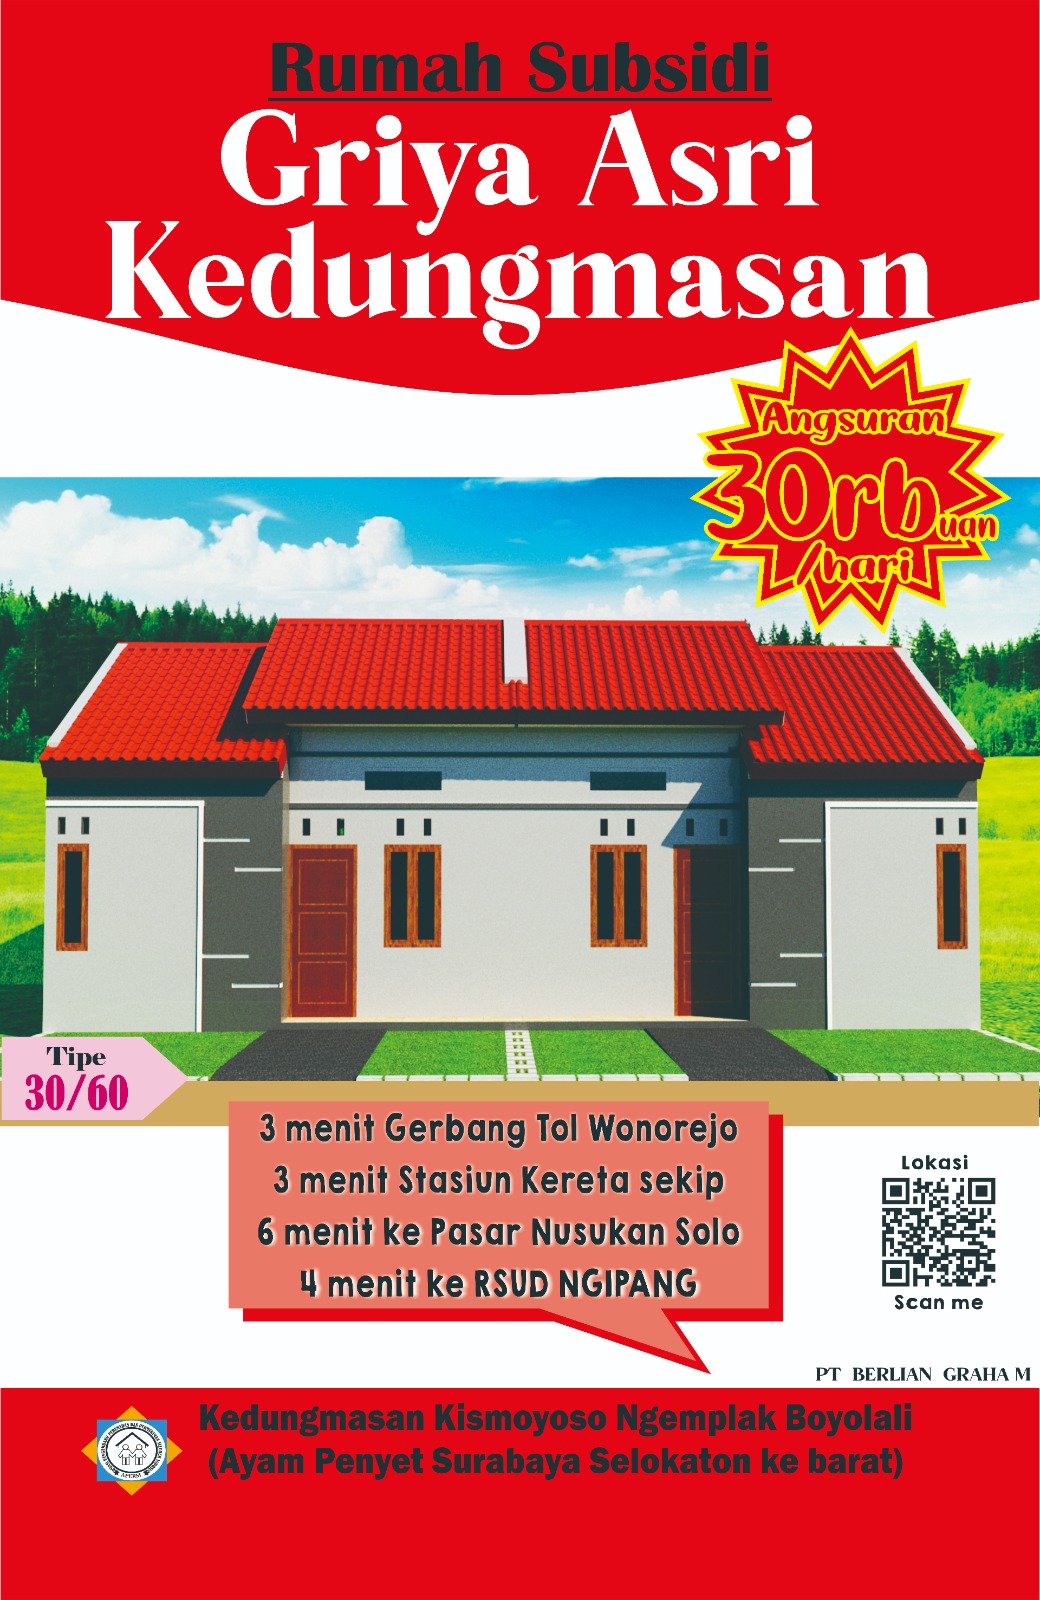 Rumah Subsidi
Griya Asri
Kedungmasan
Angsuran
30rbuan
/hari
Tipe
30/60
3 menit Gerbang Tol Wonorejo
3 menit Stasiun Kereta sekip
6 menit ke Pasar Nusukan Solo
4 menit ke RSUD NGIPANG
Lokasi
Scan me
PT BERLIAN GRAHA M
Kedungmasan Kismoyoso Ngemplak Boyolali
(Ayam Penyet Surabaya Selokaton ke barat)